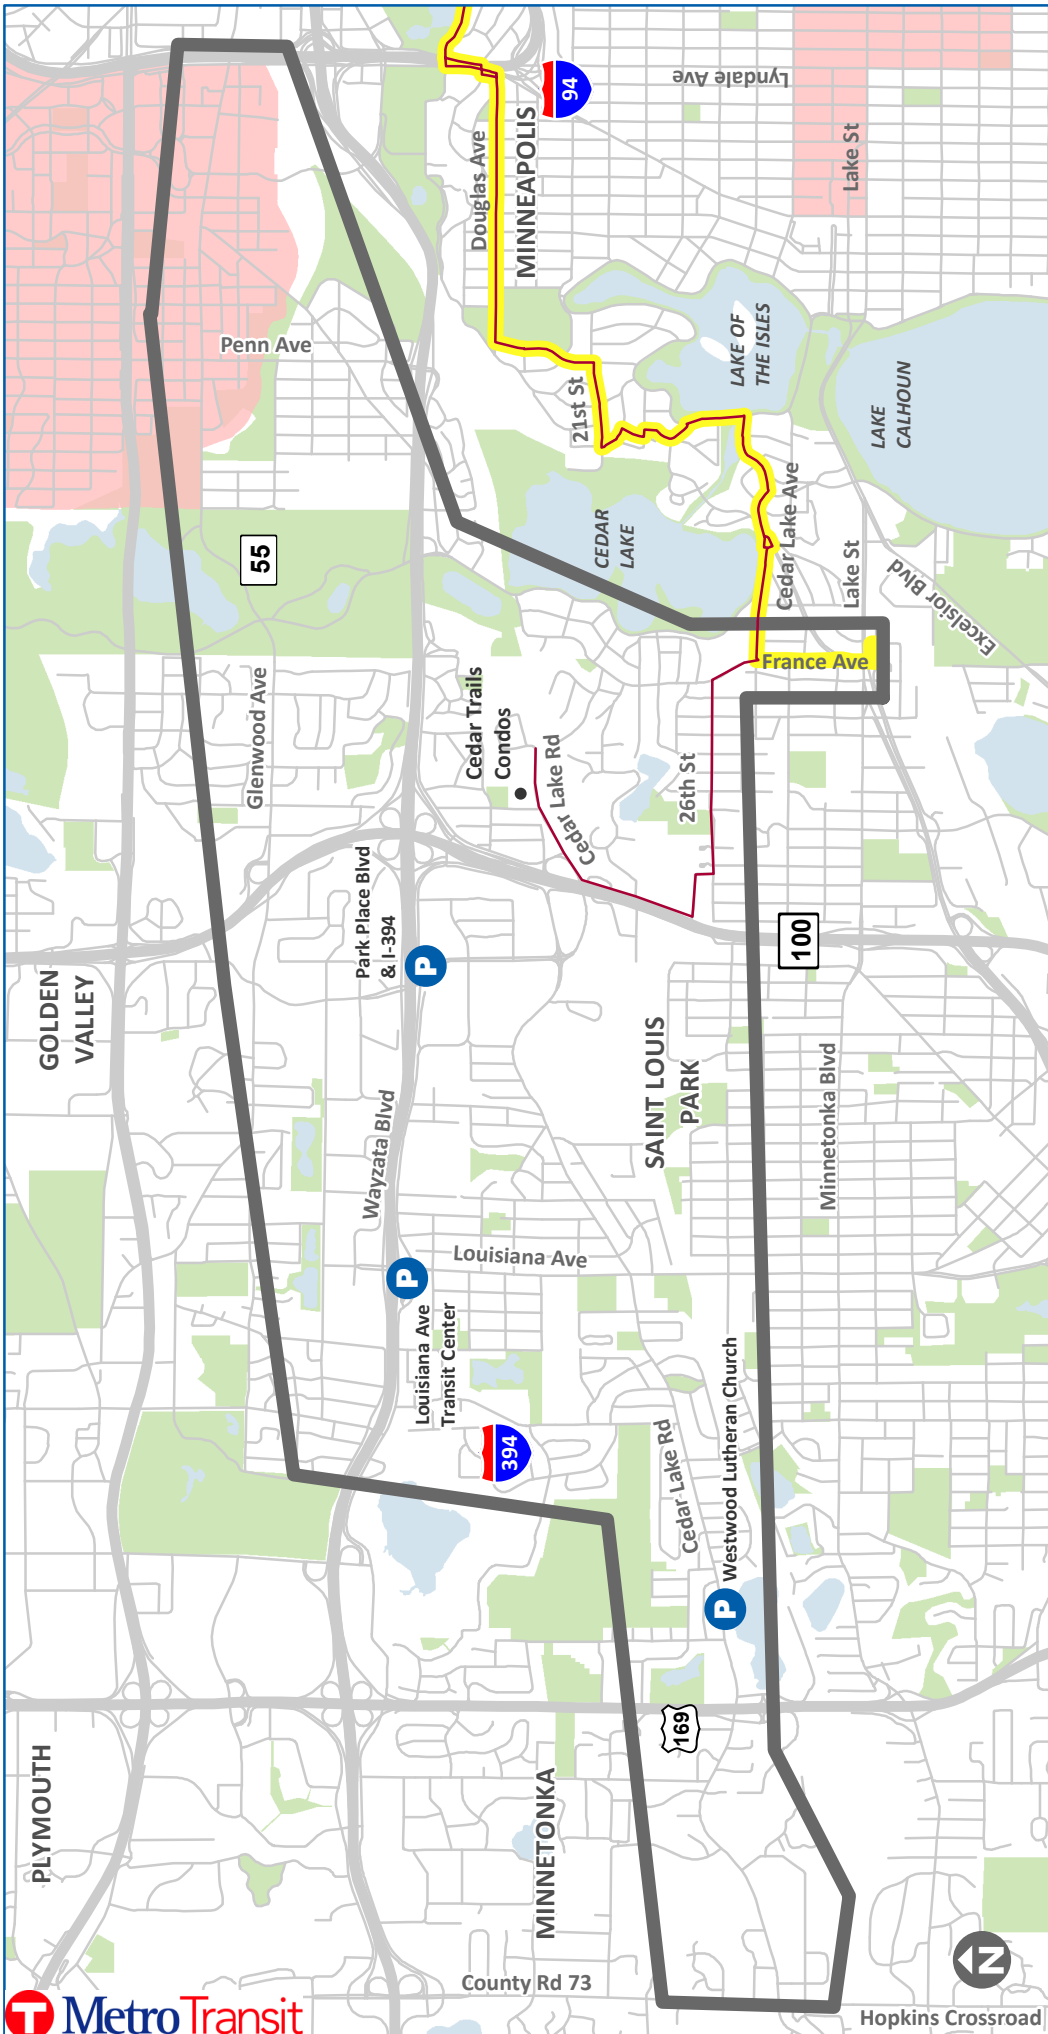 Lyndale Ave
94
Lake St
Douglas Ave
MINNEAPOLIS
Penn Ave
21st St
LAKE OF
THE ISLES
LAKE
CALHOUN
CEDAR
LAKE
Cedar Lake Ave
Lake St
Excelsior Blvd
55
France Ave
Glenwood Ave
Cedar Trails
Condos
Cedar Lake Rd
26th St
Park Place Blvd
& I-394
P
100
GOLDEN
VALLEY
SAINT LOUIS
PARK
Minnetonka Blvd
Wayzata Blvd
Louisiana Ave
P
Louisiana Ave
Transit Center
394
Cedar Lake Rd
Westwood Lutheran Church
P
169
PLYMOUTH
MINNETONKA
County Rd 73
N
Hopkins Crossroad
T MetroTransit